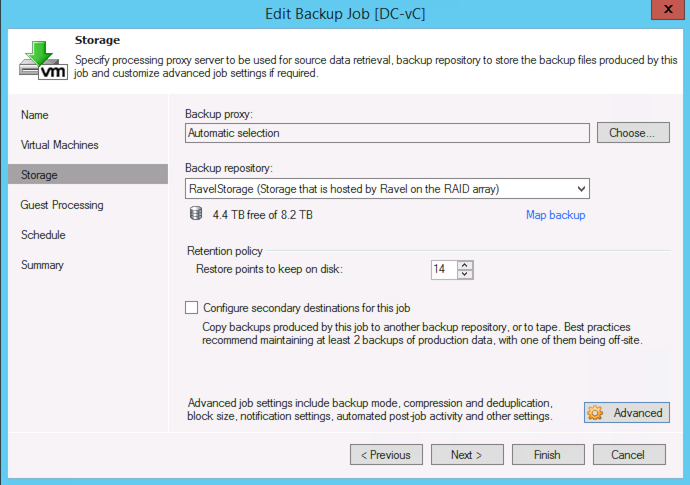 Edit Backup Job [DC-vC]
x
Storage
Specify processing proxy server to be used for source data retrieval, backup repository to store the backup files produced by this
job and customize advanced job settings if required.
vm
Name
Virtual Machines
Storage
Guest Processing
Schedule
Summary
Backup proxy:
Automatic selection
Choose...
Backup repository:
RavelStorage (Storage that is hosted by Ravel on the RAID array)
4.4 TB free of 8.2 TB
Map backup
Retention policy
Restore points to keep on disk:
14
Configure secondary destinations for this job
Copy backups produced by this job to another backup repository, or to tape. Best practices
recommend maintaining at least 2 backups of production data, with one of them being off-site.
Advanced job settings include backup mode, compression and deduplication,
block size, notification settings, automated post-job activity and other settings.
Advanced
< Previous
Next >
Finish
Cancel